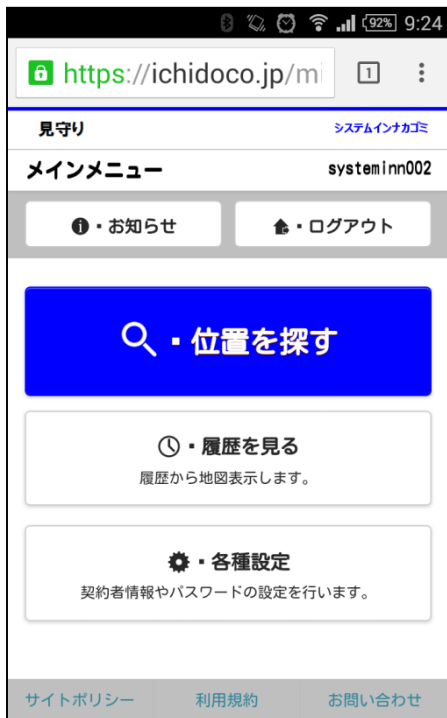 92% 9:24
https://ichidoco.jp/mi
1
見守り システムインナカゴミ
メインメニュー systeminn002
・お知らせ ・ログアウト
・位置を探す
・履歴を見る
履歴から地図表示します。
・各種設定
契約者情報やパスワードの設定を行います。
サイトポリシー 利用規約 お問い合わせ